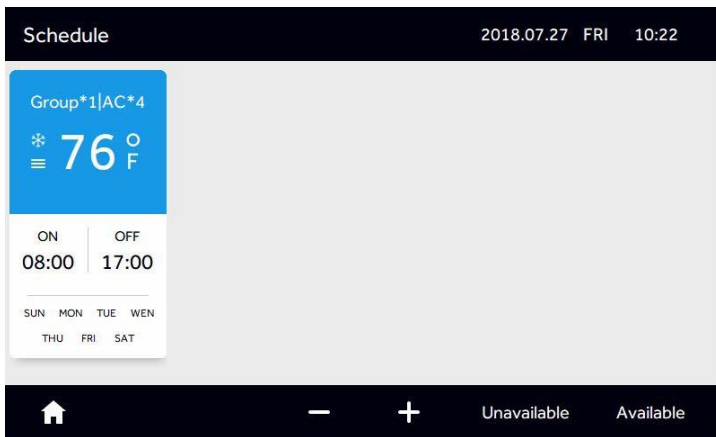 Schedule 2018.07.27 FRI 10:22
Group*1|AC*4
76 °F
ON OFF
08:00 17:00
SUN MON TUE WEN
THU FRI SAT
Unavailable Available